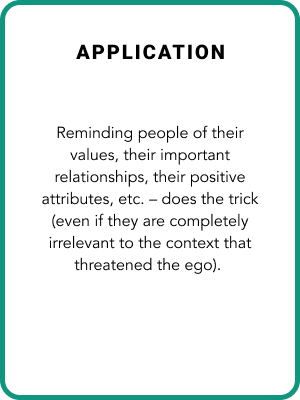 APPLICATION
Reminding people of their
values, their important
relationships, their positive
attributes, etc. – does the trick
(even if they are completely
irrelevant to the context that
threatened the ego).